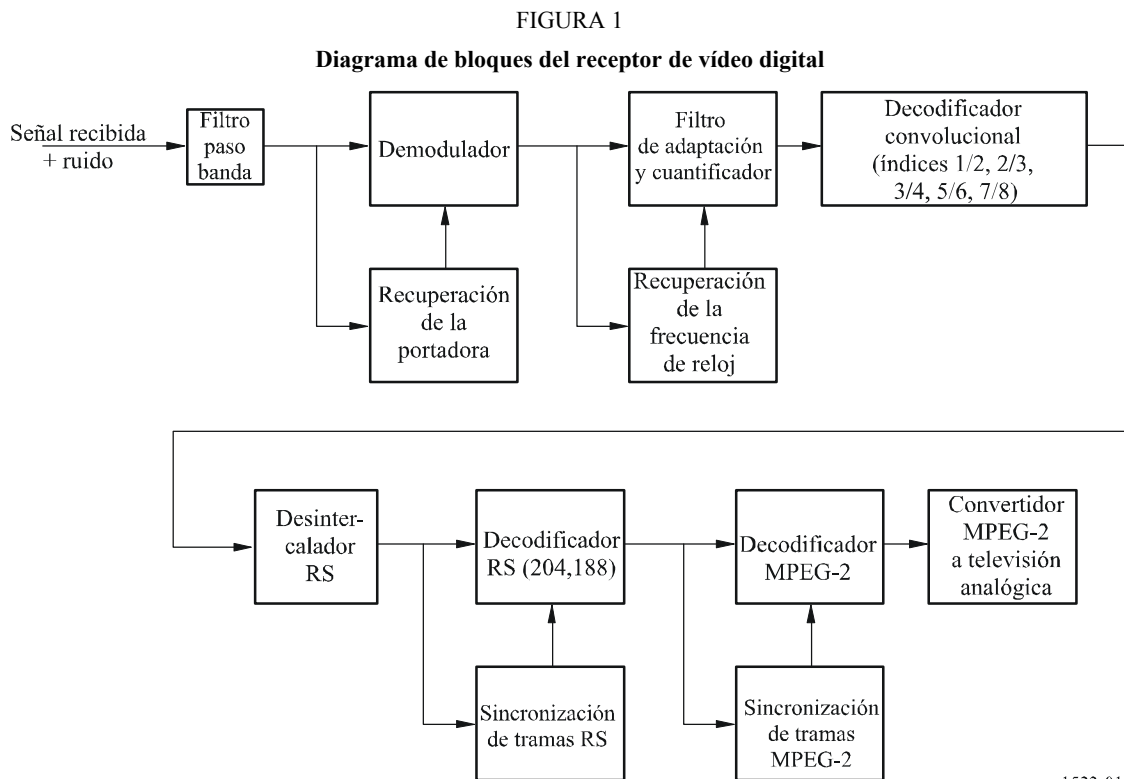 FIGURA 1
Diagrama de bloques del receptor de vídeo digital
Señal recibida
+ ruido
Filtro
paso
banda
Demodulador
Filtro
de adaptación
y cuantificador
Decodificador
convolucional
(índices 1/2, 2/3,
3/4, 5/6, 7/8)
Recuperación
de la
portadora
Recuperación
de la
frecuencia
de reloj
Desinter-
calador
RS
Decodificador
RS (204,188)
Decodificador
MPEG-2
Convertidor
MPEG-2
a televisión
analógica
Sincronización
de tramas RS
Sincronización
de tramas
MPEG-2